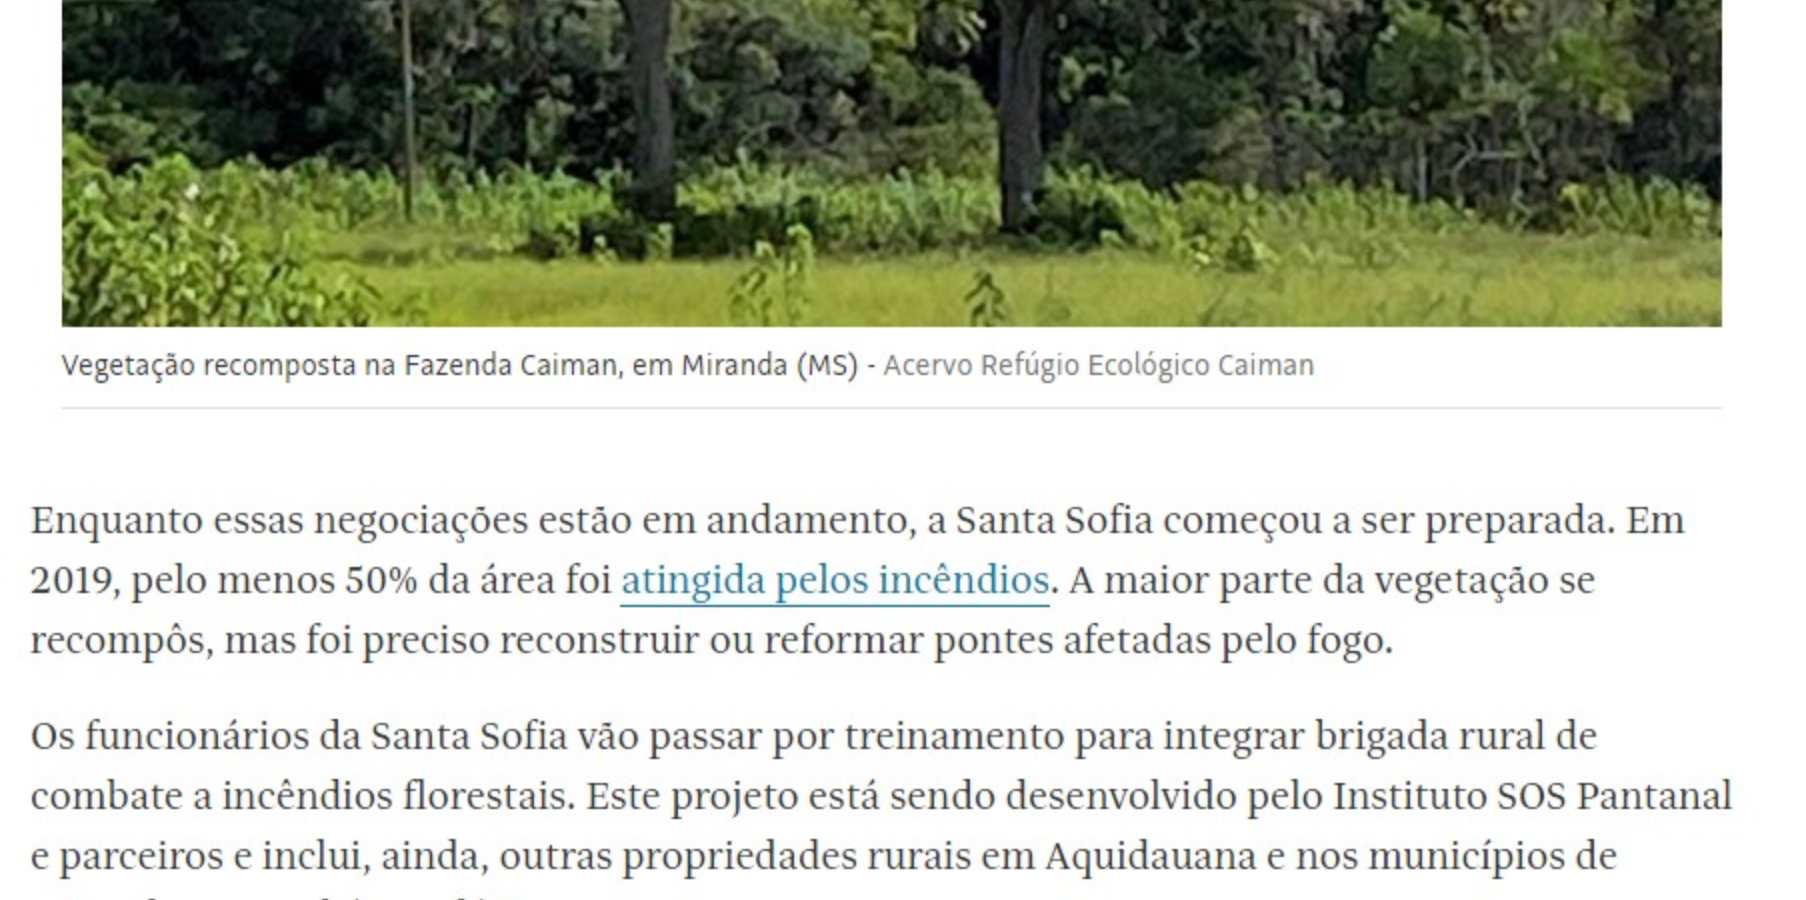 Vegetação recomposta na Fazenda Caiman, em Miranda (MS) - Acervo Refúgio Ecológico Caiman
Enquanto essas negociações estão em andamento, a Santa Sofia começou a ser preparada. Em
2019, pelo menos 50% da área foi atingida pelos incêndios. A maior parte da vegetação se
recompôs, mas foi preciso reconstruir ou reformar pontes afetadas pelo fogo.
Os funcionários da Santa Sofia vão passar por treinamento para integrar brigada rural de
combate a incêndios florestais. Este projeto está sendo desenvolvido pelo Instituto SOS Pantanal
e parceiros e inclui, ainda, outras propriedades rurais em Aquidauana e nos municípios de